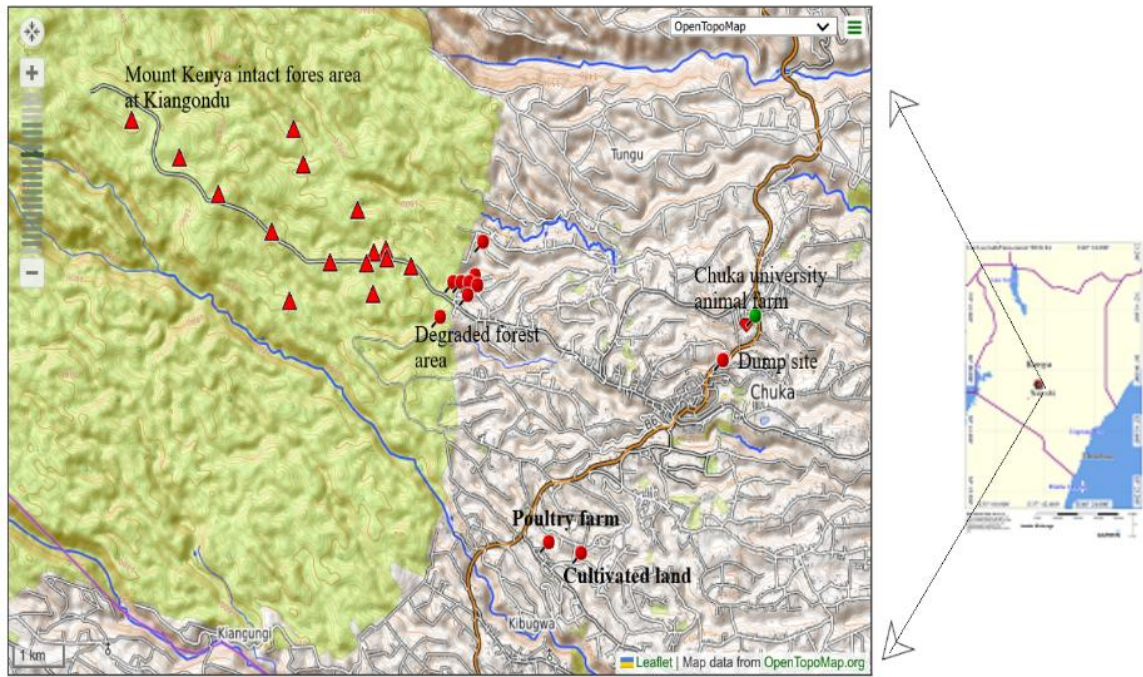 OpenTopoMap
Mount Kenya intact fores area
at Kiangondu
Tungu
Chuka university
animal farm
Degraded forest
area
Dump site
Chuka
B6
Poultry farm
Cultivated land
Kiangungi
Kibugwa
1 km
Leaflet | Map data from OpenTopoMap.org
Kenya
Nairobi